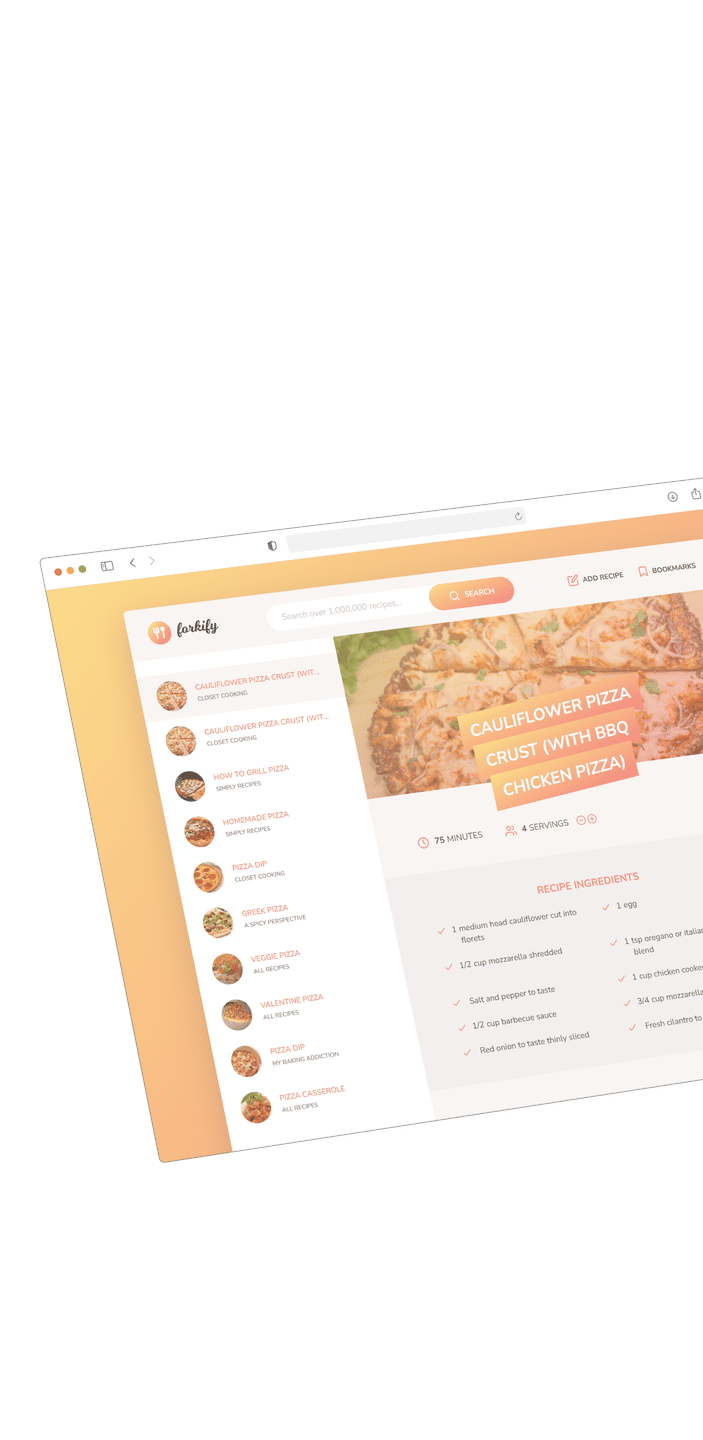 forkify
Search over 1,000,000 recipes...
SEARCH
ADD RECIPE
BOOKMARKS
CAULIFLOWER PIZZA CRUST (WIT...
CLOSET COOKING
CAULIFLOWER PIZZA CRUST (WIT...
CLOSET COOKING
HOW TO GRILL PIZZA
SIMPLY RECIPES
HOMEMADE PIZZA
SIMPLY RECIPES
PIZZA DIP
CLOSET COOKING
GREEK PIZZA
A SPICY PERSPECTIVE
VEGGIE PIZZA
ALL RECIPES
VALENTINE PIZZA
ALL RECIPES
PIZZA DIP
MY BAKING ADDICTION
PIZZA CASSEROLE
ALL RECIPES
CAULIFLOWER PIZZA
CRUST (WITH BBQ
CHICKEN PIZZA)
75 MINUTES
4 SERVINGS
RECIPE INGREDIENTS
1 medium head cauliflower cut into
florets
1/2 cup mozzarella shredded
Salt and pepper to taste
1/2 cup barbecue sauce
Red onion to taste thinly sliced
1 egg
1 tsp oregano or italia
blend
1 cup chicken cooke
3/4 cup mozzarella
Fresh cilantro to